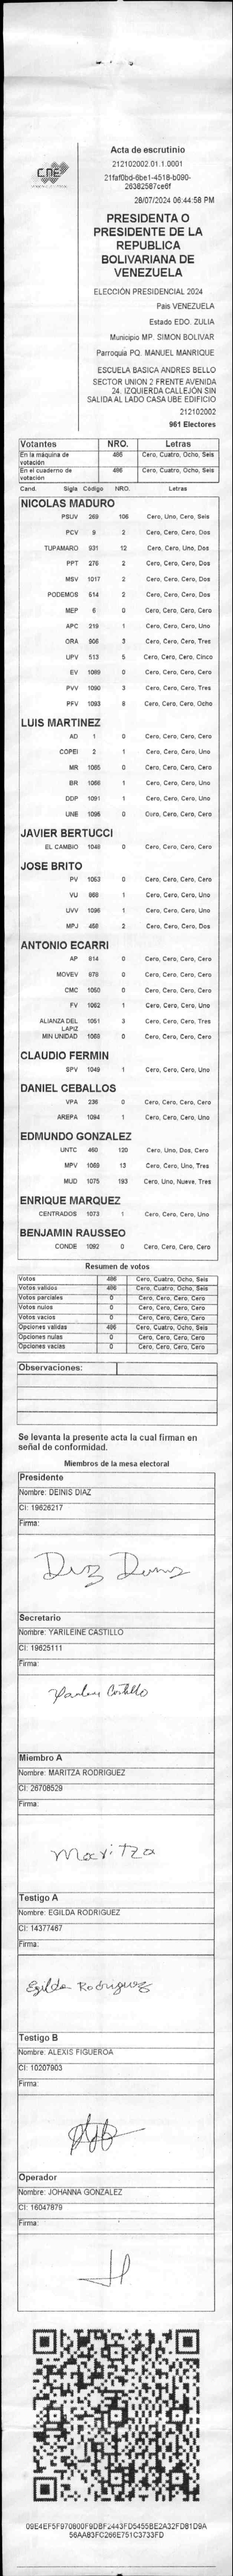 CNE
Acta de escrutinio
212102002.01.1.0001
21faf0bd-6be1-4518-b090-
26382587ce6f
28/07/2024 06:44:58 PM
PRESIDENTA O
PRESIDENTE DE LA
REPUBLICA
BOLIVARIANA DE
VENEZUELA
ELECCIÓN PRESIDENCIAL 2024
País VENEZUELA
Estado EDO. ZULIA
Municipio MP. SIMON BOLIVAR
Parroquia PQ. MANUEL MANRIQUE
ESCUELA BASICA ANDRES BELLO
SECTOR UNION 2 FRENTE AVENIDA
24. IZQUIERDA CALLEJÓN SIN
SALIDA AL LADO CASA UBE EDIFICIO
212102002
961 Electores
Votantes NRO. Letras
En la máquina de votación 486 Cero, Cuatro, Ocho, Seis
En el cuaderno de votación 486 Cero, Cuatro, Ocho, Seis
Cand. Sigla Código NRO. Letras
NICOLAS MADURO
PSUV 269 106 Cero, Uno, Cero, Seis
PCV 9 2 Cero, Cero, Cero, Dos
TUPAMARO 931 12 Cero, Cero, Uno, Dos
PPT 276 2 Cero, Cero, Cero, Dos
MSV 1017 2 Cero, Cero, Cero, Dos
PODEMOS 614 2 Cero, Cero, Cero, Dos
MEP 6 0 Cero, Cero, Cero, Cero
APC 219 1 Cero, Cero, Cero, Uno
ORA 906 3 Cero, Cero, Cero, Tres
UPV 513 5 Cero, Cero, Cero, Cinco
EV 1089 0 Cero, Cero, Cero, Cero
PVV 1090 3 Cero, Cero, Cero, Tres
PFV 1093 8 Cero, Cero, Cero, Ocho
LUIS MARTINEZ
AD 1 0 Cero, Cero, Cero, Cero
COPEI 2 1 Cero, Cero, Cero, Uno
MR 1065 0 Cero, Cero, Cero, Cero
BR 1066 1 Cero, Cero, Cero, Uno
DDP 1091 1 Cero, Cero, Cero, Uno
UNE 1095 0 Cero, Cero, Cero, Cero
JAVIER BERTUCCI
EL CAMBIO 1048 0 Cero, Cero, Cero, Cero
JOSE BRITO
PV 1053 0 Cero, Cero, Cero, Cero
VU 868 1 Cero, Cero, Cero, Uno
UVV 1096 1 Cero, Cero, Cero, Uno
MPJ 458 2 Cero, Cero, Cero, Dos
ANTONIO ECARRI
AP 814 0 Cero, Cero, Cero, Cero
MOVEV 878 0 Cero, Cero, Cero, Cero
CMC 1050 0 Cero, Cero, Cero, Cero
FV 1062 1 Cero, Cero, Cero, Uno
ALIANZA DEL LAPIZ 1051 3 Cero, Cero, Cero, Tres
MIN UNIDAD 1069 0 Cero, Cero, Cero, Cero
CLAUDIO FERMIN
SPV 1049 1 Cero, Cero, Cero, Uno
DANIEL CEBALLOS
VPA 236 0 Cero, Cero, Cero, Cero
AREPA 1094 1 Cero, Cero, Cero, Uno
EDMUNDO GONZALEZ
UNTC 460 120 Cero, Uno, Dos, Cero
MPV 1069 13 Cero, Cero, Uno, Tres
MUD 1075 193 Cero, Uno, Nueve, Tres
ENRIQUE MARQUEZ
CENTRADOS 1073 1 Cero, Cero, Cero, Uno
BENJAMIN RAUSSEO
CONDE 1092 0 Cero, Cero, Cero, Cero
Resumen de votos
Votos 486 Cero, Cuatro, Ocho, Seis
Votos validos 486 Cero, Cuatro, Ocho, Seis
Votos parciales 0 Cero, Cero, Cero, Cero
Votos nulos 0 Cero, Cero, Cero, Cero
Votos vacios 0 Cero, Cero, Cero, Cero
Opciones validas 486 Cero, Cuatro, Ocho, Seis
Opciones nulas 0 Cero, Cero, Cero, Cero
Opciones vacias 0 Cero, Cero, Cero, Cero
Observaciones:
Se levanta la presente acta la cual firman en
señal de conformidad.
Miembros de la mesa electoral
Presidente
Nombre: DEINIS DIAZ
CI: 19626217
Firma:
Secretario
Nombre: YARILEINE CASTILLO
CI: 19625111
Firma:
Castillo
Miembro A
Nombre: MARITZA RODRIGUEZ
CI: 26708529
Firma:
Maritza
Testigo A
Nombre: EGILDA RODRIGUEZ
CI: 14377467
Firma:
Egilda Rodriguez
Testigo B
Nombre: ALEXIS FIGUEROA
CI: 10207903
Firma:
Operador
Nombre: JOHANNA GONZALEZ
CI: 16047879
Firma:
09E4EF5F970800F9DBF2443FD5455BE2A32FD81D9A
56AA83FC266E751C3733FD